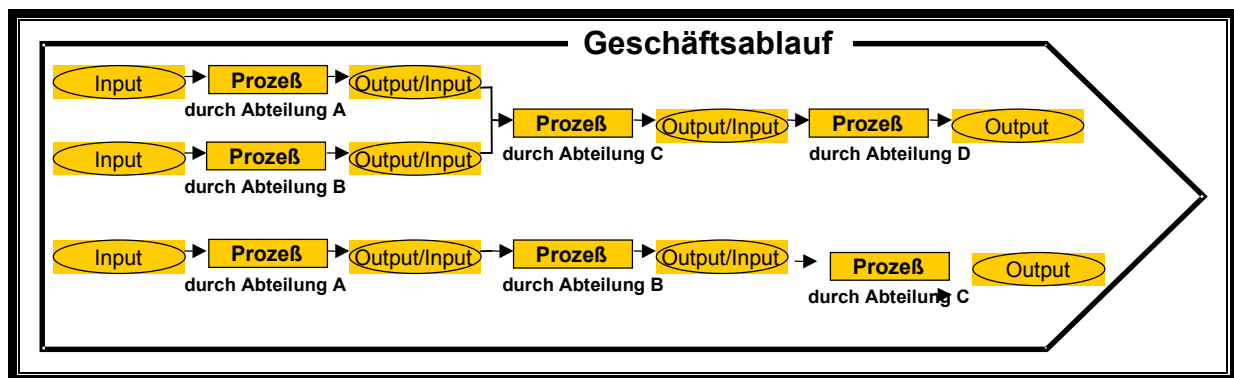 Geschäftsablauf
Input Prozeß Output/Input
durch Abteilung A
Prozeß Output/Input Prozeß Output
durch Abteilung C durch Abteilung D
Input Prozeß Output/Input
durch Abteilung B
Input Prozeß Output/Input Prozeß Output/Input Prozeß Output
durch Abteilung A durch Abteilung B durch Abteilung C